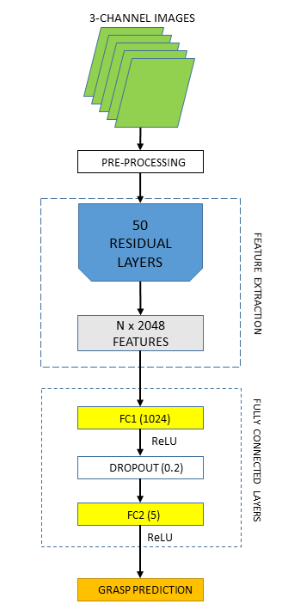 3-CHANNEL IMAGES
PRE-PROCESSING
50
RESIDUAL
LAYERS
N x 2048
FEATURES
FEATURE EXTRACTION
FC1 (1024)
ReLU
DROPOUT (0.2)
FC2 (5)
ReLU
FULLY CONNECTED LAYERS
GRASP PREDICTION